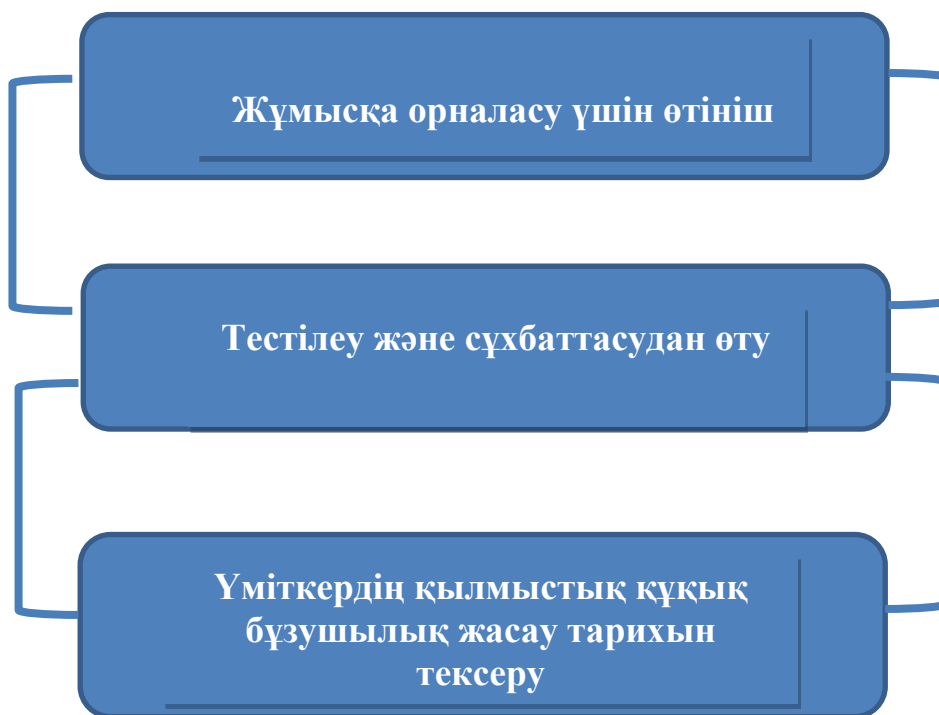 Жұмысқа орналасу үшін өтініш
Тестілеу және сұхбаттасудан өту
Үміткердің қылмыстық құқық
бұзушылық жасау тарихын
тексеру